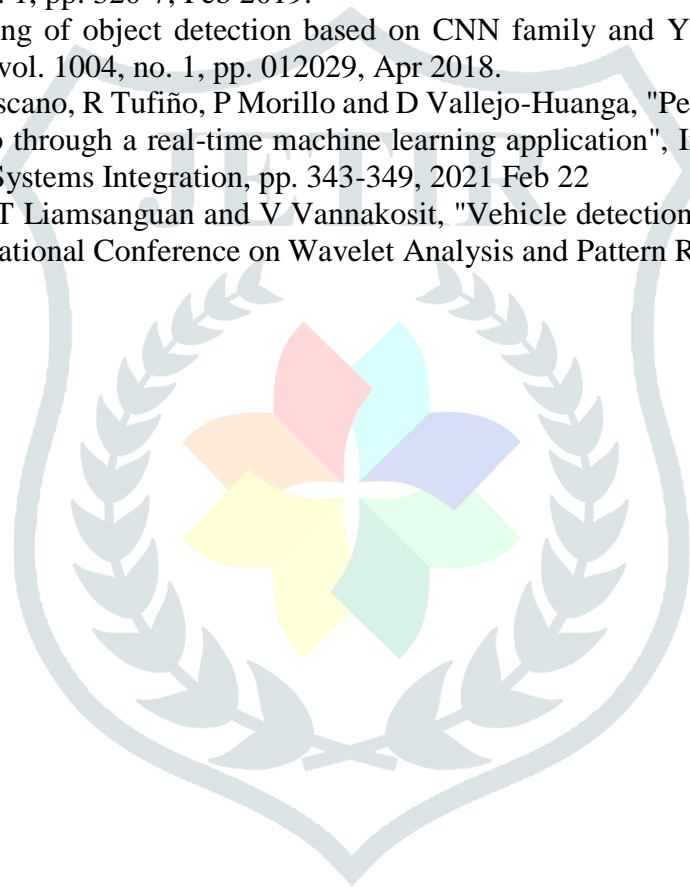 1, pp. 320-7, Feb 2019.
ng of object detection based on CNN family and Y
vol. 1004, no. 1, pp. 012029, Apr 2018.
scano, R Tufiño, P Morillo and D Vallejo-Huanga, "Pe
through a real-time machine learning application", I
Systems Integration, pp. 343-349, 2021 Feb 22
T Liamsanguan and V Vannakosit, "Vehicle detection
ational Conference on Wavelet Analysis and Pattern R
JETIR